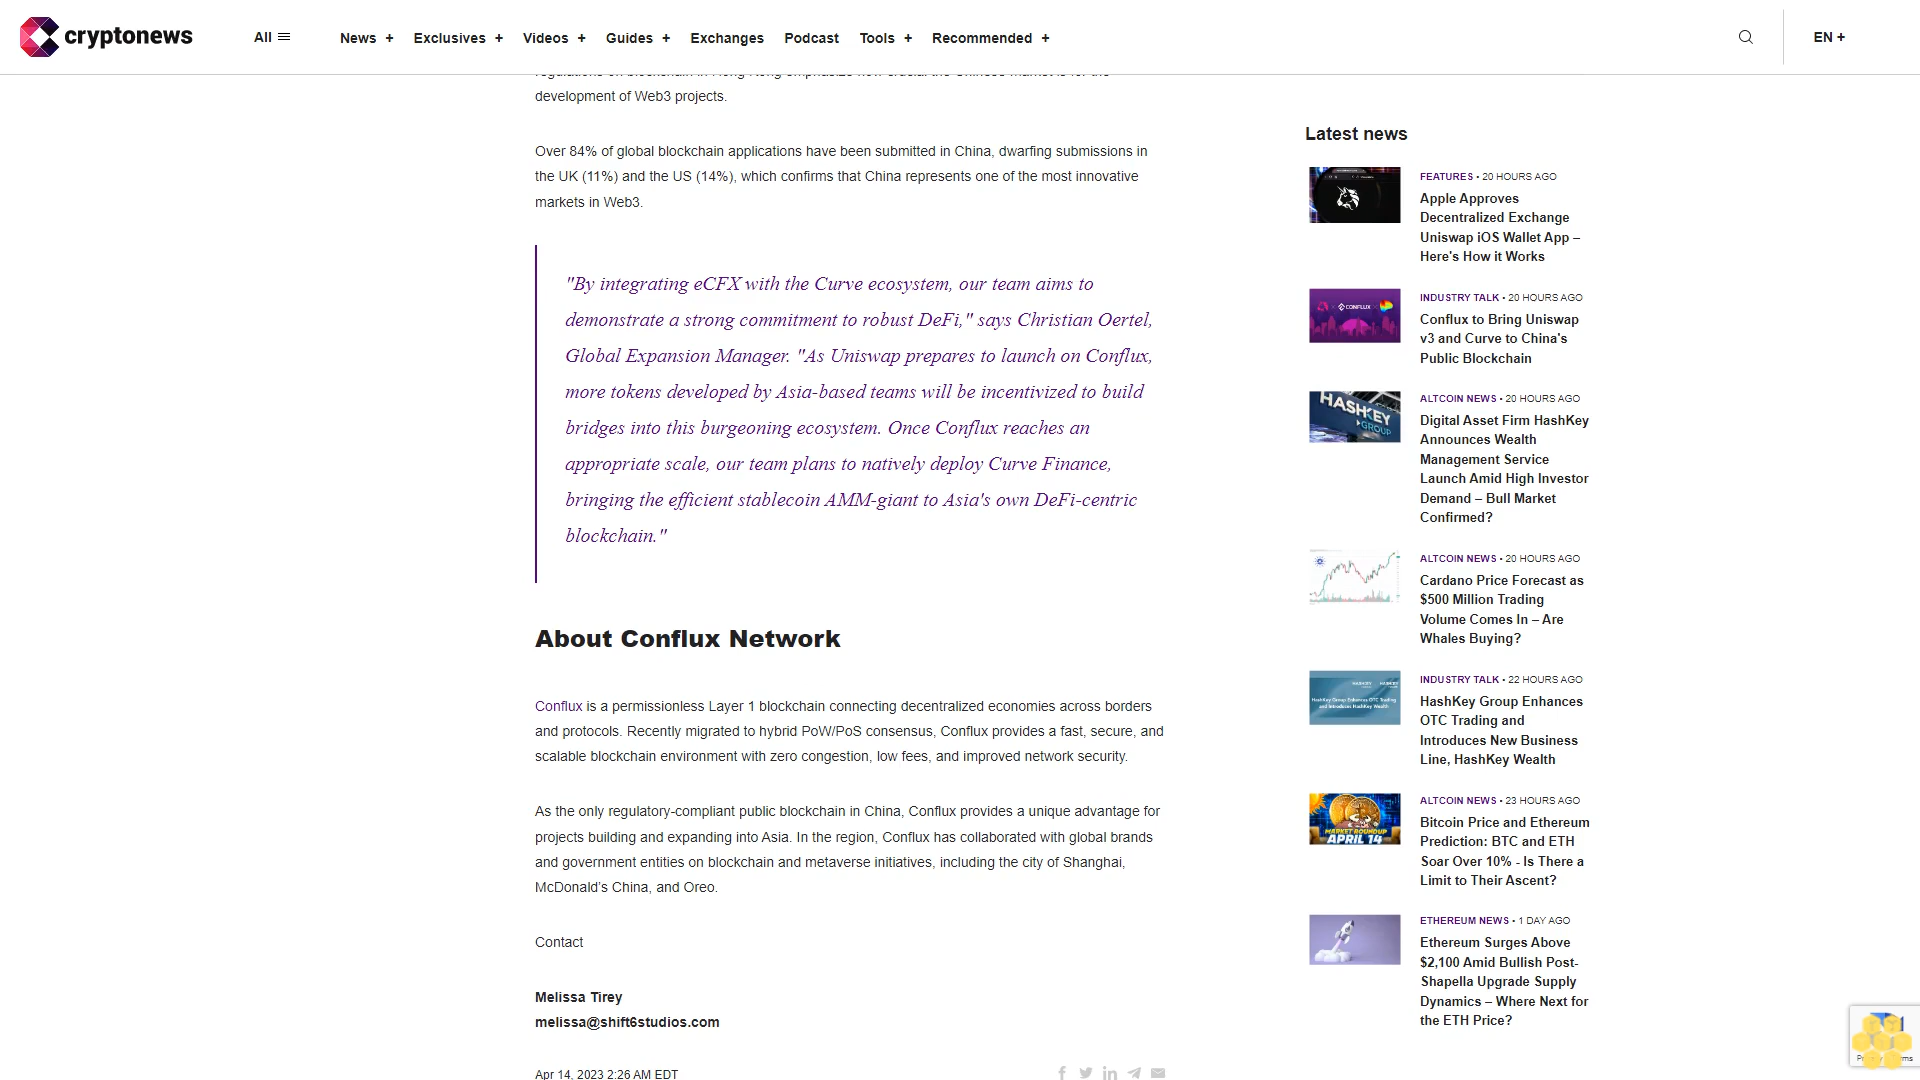 cryptonews
All
News +
Exclusives +
Videos +
Guides +
Exchanges
Podcast
Tools +
Recommended +
EN +
development of Web3 projects.
Over 84% of global blockchain applications have been submitted in China, dwarfing submissions in
the UK (11%) and the US (14%), which confirms that China represents one of the most innovative
markets in Web3.
"By integrating eCFX with the Curve ecosystem, our team aims to
demonstrate a strong commitment to robust DeFi," says Christian Oertel,
Global Expansion Manager. "As Uniswap prepares to launch on Conflux,
more tokens developed by Asia-based teams will be incentivized to build
bridges into this burgeoning ecosystem. Once Conflux reaches an
appropriate scale, our team plans to natively deploy Curve Finance,
bringing the efficient stablecoin AMM-giant to Asia's own DeFi-centric
blockchain."
About Conflux Network
Conflux is a permissionless Layer 1 blockchain connecting decentralized economies across borders
and protocols. Recently migrated to hybrid PoW/PoS consensus, Conflux provides a fast, secure, and
scalable blockchain environment with zero congestion, low fees, and improved network security.
As the only regulatory-compliant public blockchain in China, Conflux provides a unique advantage for
projects building and expanding into Asia. In the region, Conflux has collaborated with global brands
and government entities on blockchain and metaverse initiatives, including the city of Shanghai,
McDonald's China, and Oreo.
Contact
Melissa Tirey
melissa@shift6studios.com
Apr 14, 2023 2:26 AM EDT
Latest news
FEATURES • 20 HOURS AGO
Apple Approves
Decentralized Exchange
Uniswap iOS Wallet App –
Here's How it Works
CONFLUX
INDUSTRY TALK • 20 HOURS AGO
Conflux to Bring Uniswap
v3 and Curve to China's
Public Blockchain
HASHKEY
GROUP
ALTCOIN NEWS • 20 HOURS AGO
Digital Asset Firm HashKey
Announces Wealth
Management Service
Launch Amid High Investor
Demand – Bull Market
Confirmed?
ALTCOIN NEWS • 20 HOURS AGO
Cardano Price Forecast as
$500 Million Trading
Volume Comes In – Are
Whales Buying?
HashKey Group Enhances OTC Trading
and Introduces HashKey Wealth
INDUSTRY TALK • 22 HOURS AGO
HashKey Group Enhances
OTC Trading and
Introduces New Business
Line, HashKey Wealth
MARKET ROUNDUP
APRIL 14
ALTCOIN NEWS • 23 HOURS AGO
Bitcoin Price and Ethereum
Prediction: BTC and ETH
Soar Over 10% - Is There a
Limit to Their Ascent?
ETHEREUM NEWS • 1 DAY AGO
Ethereum Surges Above
$2,100 Amid Bullish Post-
Shapella Upgrade Supply
Dynamics – Where Next for
the ETH Price?